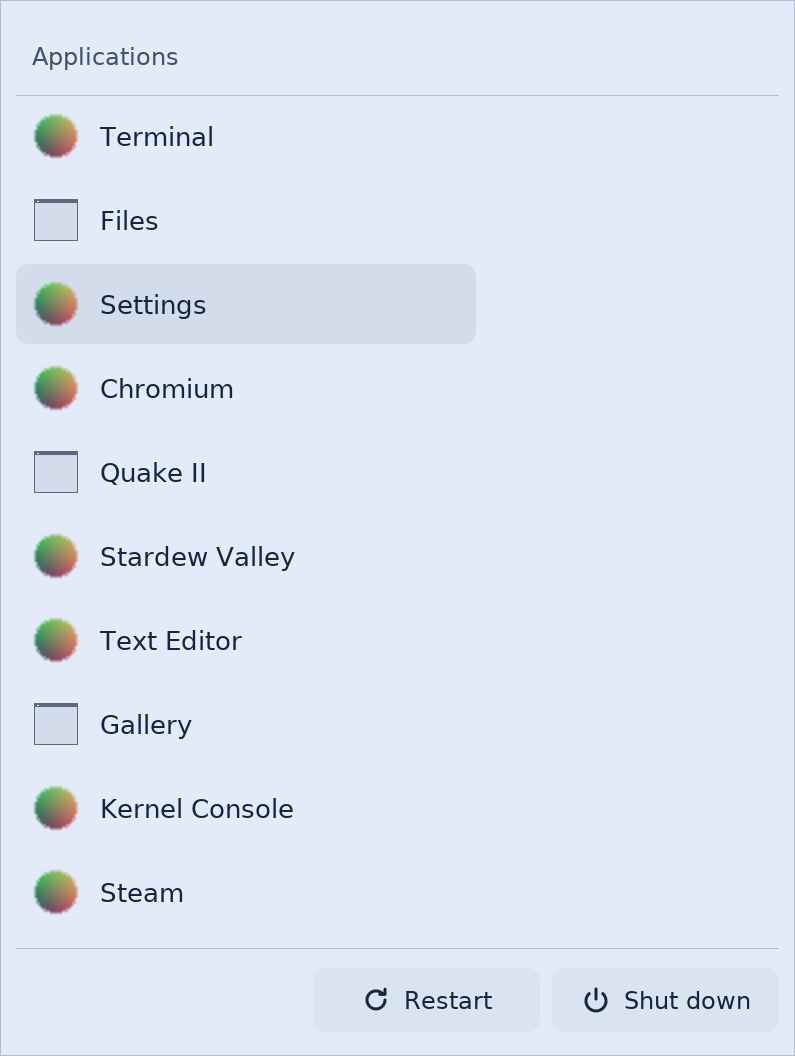 Applications
Terminal
Files
Settings
Chromium
Quake II
Stardew Valley
Text Editor
Gallery
Kernel Console
Steam
Restart
Shut down